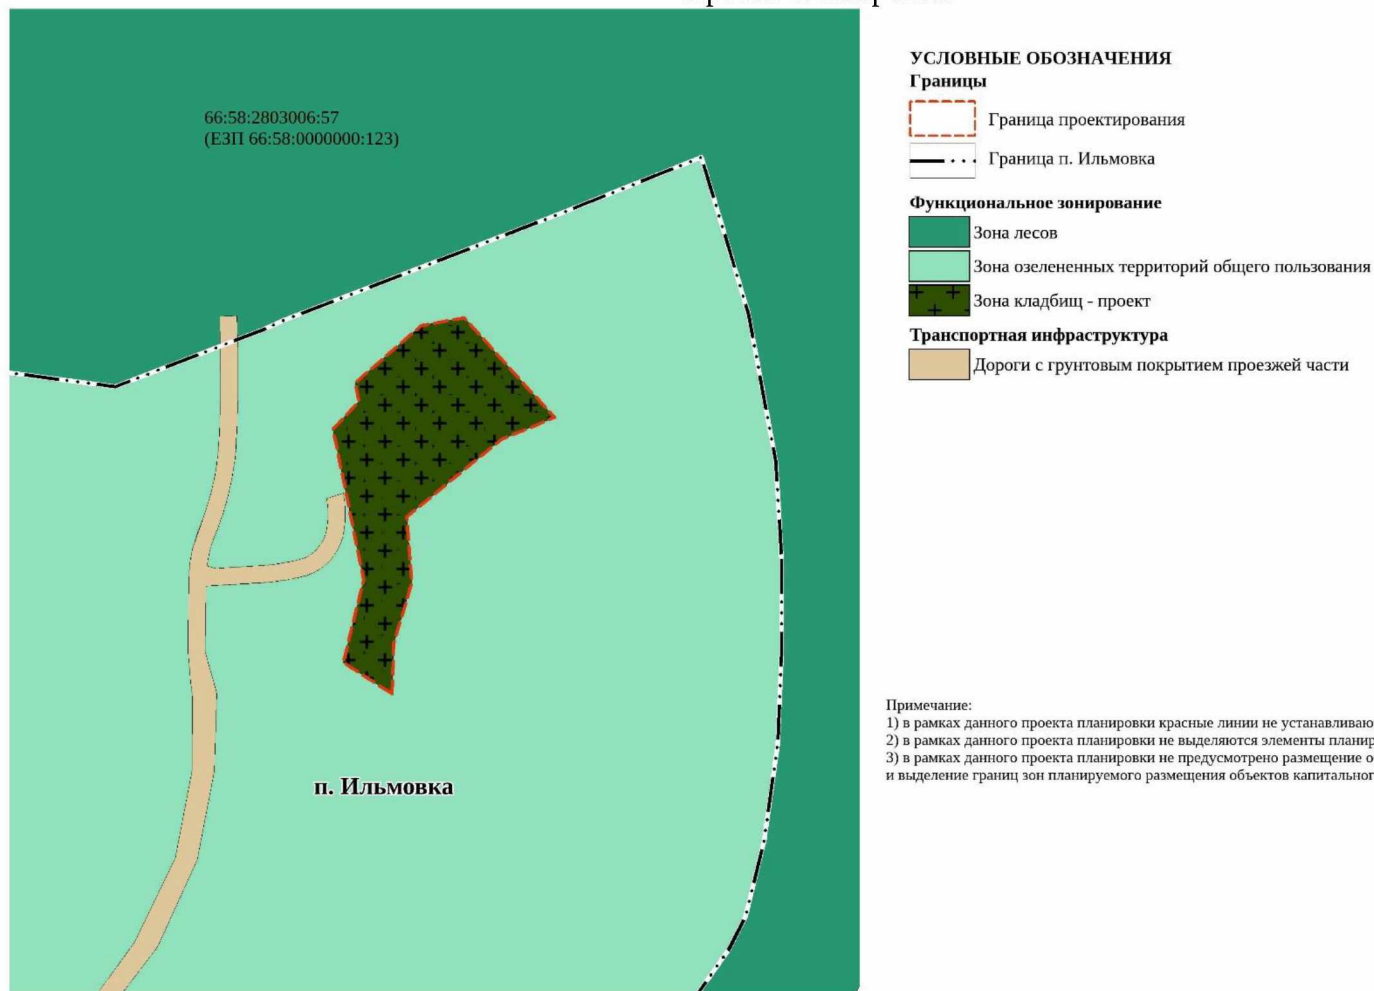 66:58:2803006:57
(ЕЗП 66:58:0000000:123)
п. Ильмовка
УСЛОВНЫЕ ОБОЗНАЧЕНИЯ
Границы
Граница проектирования
Граница п. Ильмовка
Функциональное зонирование
Зона лесов
Зона озелененных территорий общего пользования
Зона кладбищ - проект
Транспортная инфраструктура
Дороги с грунтовым покрытием проезжей части
Примечание:
1) в рамках данного проекта планировки красные линии не устанавливаю
2) в рамках данного проекта планировки не выделяются элементы планир
3) в рамках данного проекта планировки не предусмотрено размещение о
и выделение границ зон планируемого размещения объектов капитальног